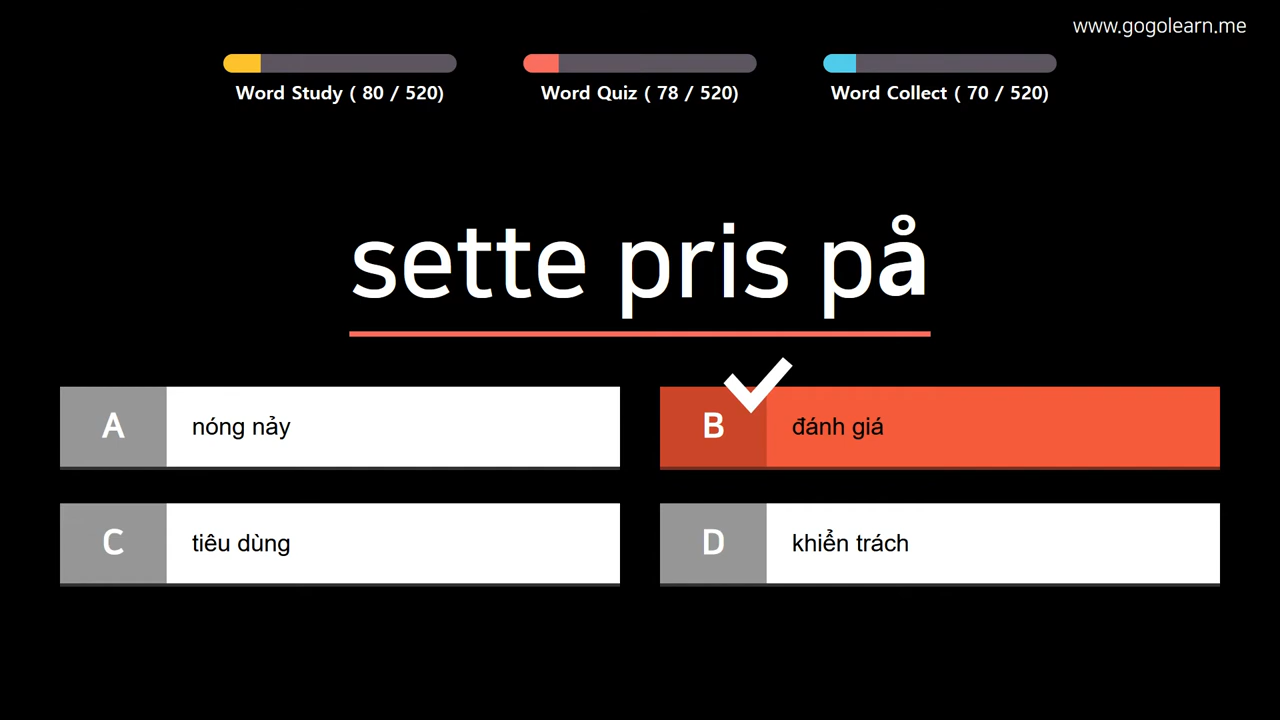 www.gogolearn.me
Word Study ( 80 / 520)
Word Quiz ( 78 / 520)
Word Collect ( 70 / 520)
sette pris på
A nóng nảy
B đánh giá
C tiêu dùng
D khiển trách